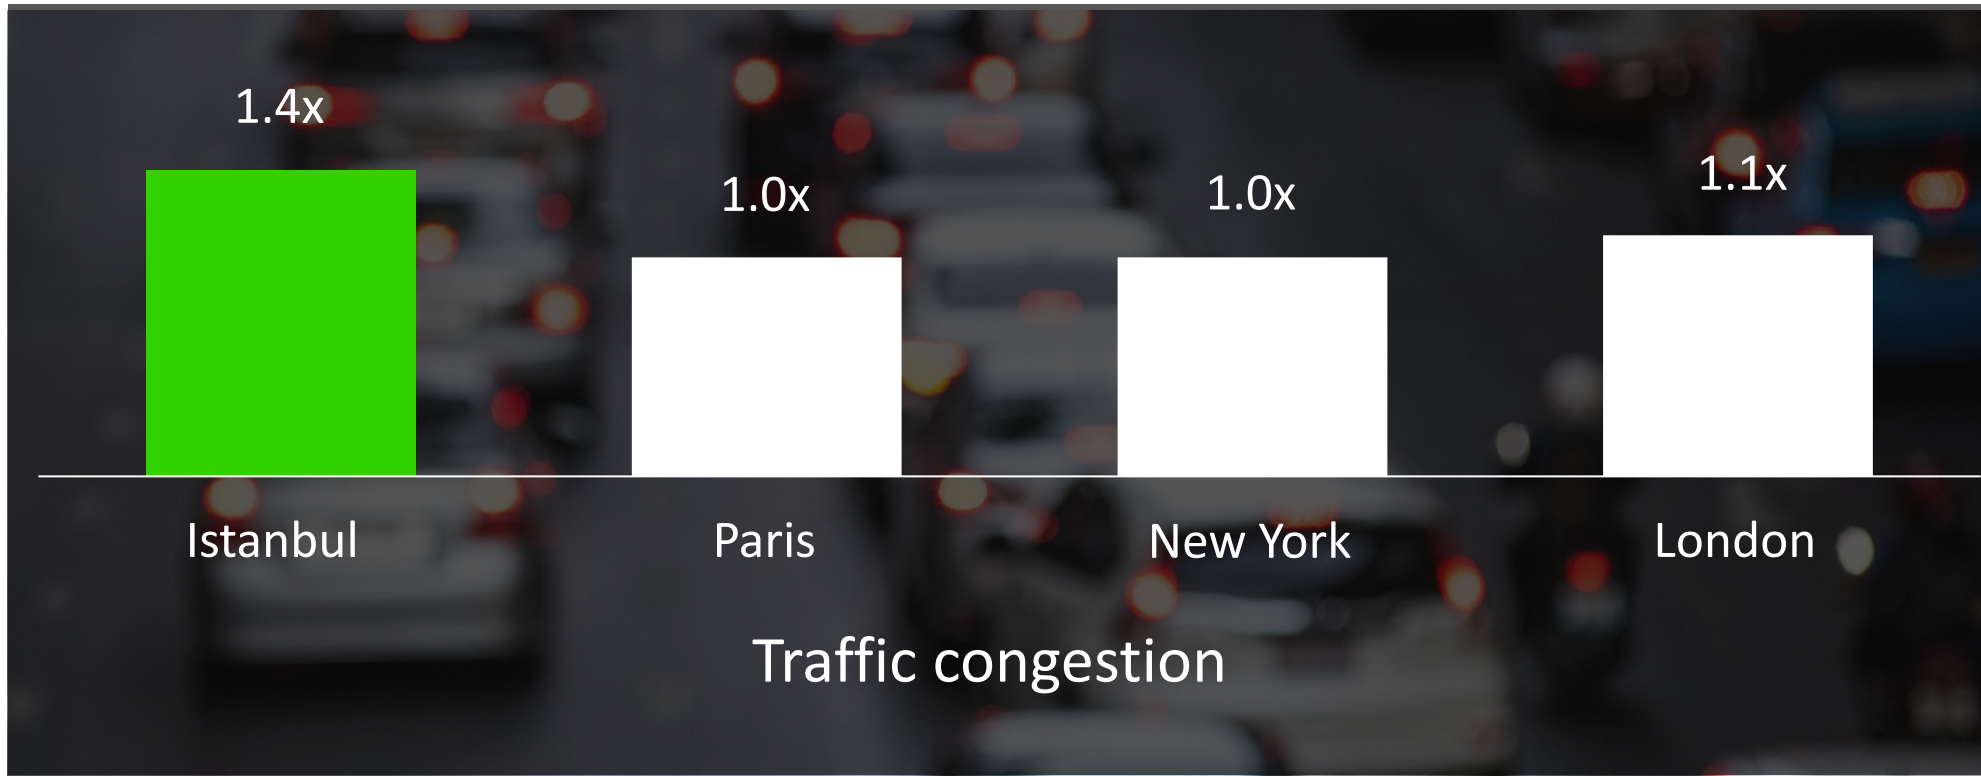 1.4x
1.0x
1.0x
1.1x
Istanbul
Paris
New York
London
Traffic congestion